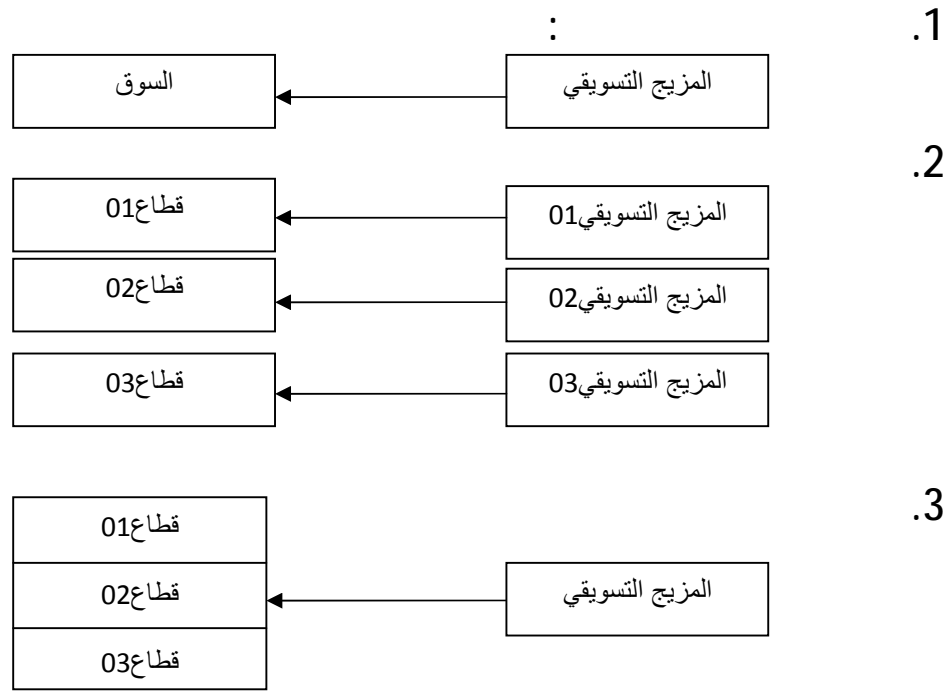 1. :
المزيج التسويقي
السوق
2.
المزيج التسويقي01
قطاع01
المزيج التسويقي02
قطاع02
المزيج التسويقي03
قطاع03
3.
قطاع01
المزيج التسويقي
قطاع02
قطاع03